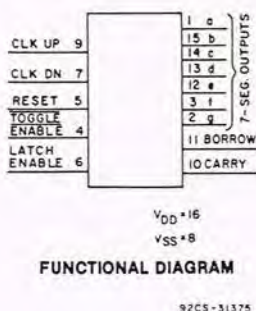 CLK UP 9
CLK DN 7
RESET 5
TOGGLE
ENABLE 4
LATCH
ENABLE 6
1 a
15 b
14 c
13 d
12 e
3 f
2 g
7-SEG. OUTPUTS
11 BORROW
10 CARRY
VDD=16
VSS=8
FUNCTIONAL DIAGRAM
92CS-31375